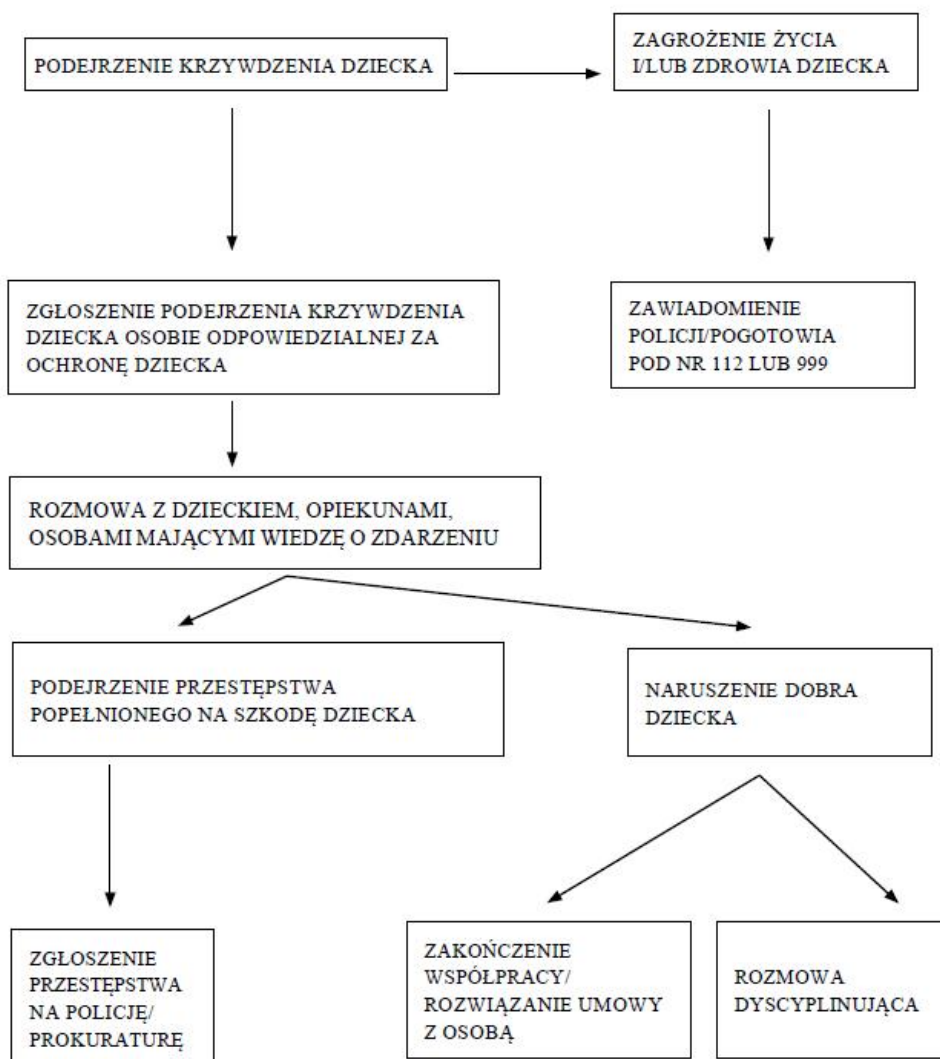 PODEJRZENIE KRZYWDZENIA DZIECKA
ZAGROŻENIE ŻYCIA
I/LUB ZDROWIA DZIECKA
ZGŁOSZENIE PODEJRZENIA KRZYWDZENIA
DZIECKA OSOBIE ODPOWIEDZIALNEJ ZA
OCHRONĘ DZIECKA
ZAWIADOMIENIE
POLICJI/POGOTOWIA
POD NR 112 LUB 999
ROZMOWA Z DZIECKIEM, OPIEKUNAMI,
OSOBAMI MAJĄCYMI WIEDZĘ O ZDARZENIU
PODEJRZENIE PRZESTĘPSTWA
POPEŁNIONEGO NA SZKODĘ DZIECKA
NARUSZENIE DOBRA
DZIECKA
ZGŁOSZENIE
PRZESTĘPSTWA
NA POLICJĘ/
PROKURATURĘ
ZAKOŃCZENIE
WSPÓŁPRACY/
ROZWIĄZANIE UMOWY
Z OSOBĄ
ROZMOWA
DYSCYPLINUJĄCA